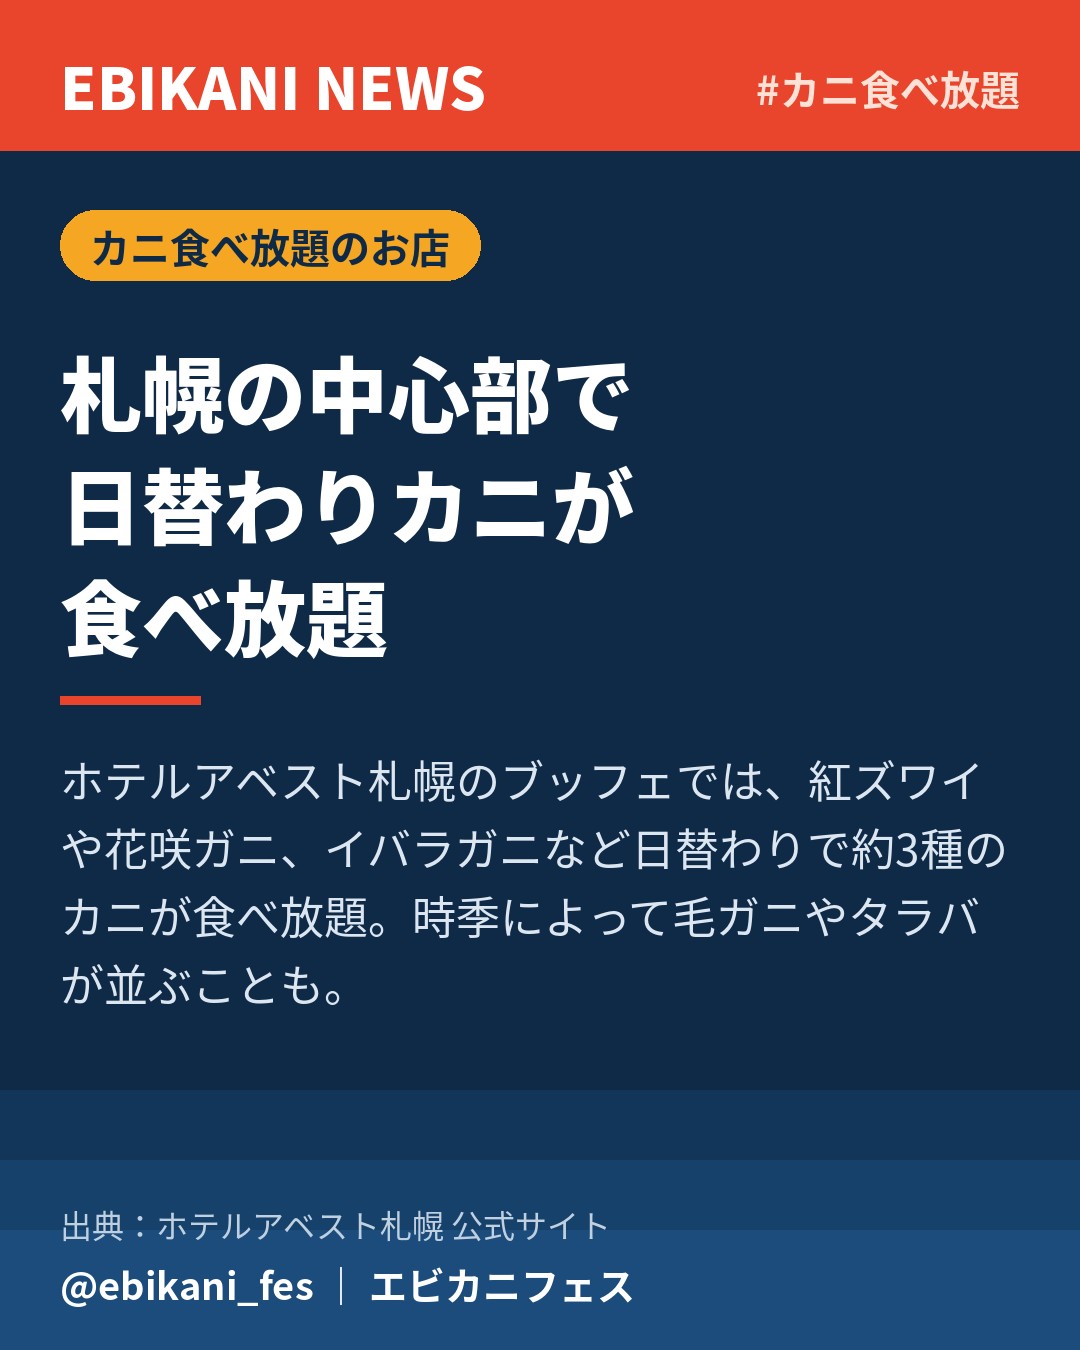 EBIKANI NEWS
#カニ食べ放題
カニ食べ放題のお店
札幌の中心部で
日替わりカニが
食べ放題
ホテルアベスト札幌のブッフェでは、紅ズワイ
や花咲ガニ、イバラガニなど日替わりで約3種の
カニが食べ放題。時季によって毛ガニやタラバ
が並ぶことも。
出典：ホテルアベスト札幌 公式サイト
@ebikani_fes ｜ エビカニフェス